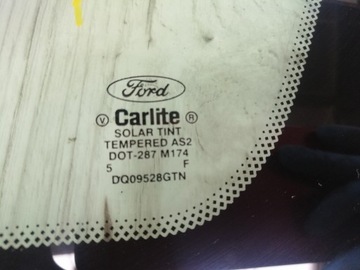 Ford
V Carlite R
SOLAR TINT
TEMPERED AS2
DOT-287 M174
5 F
DQ09528GTN